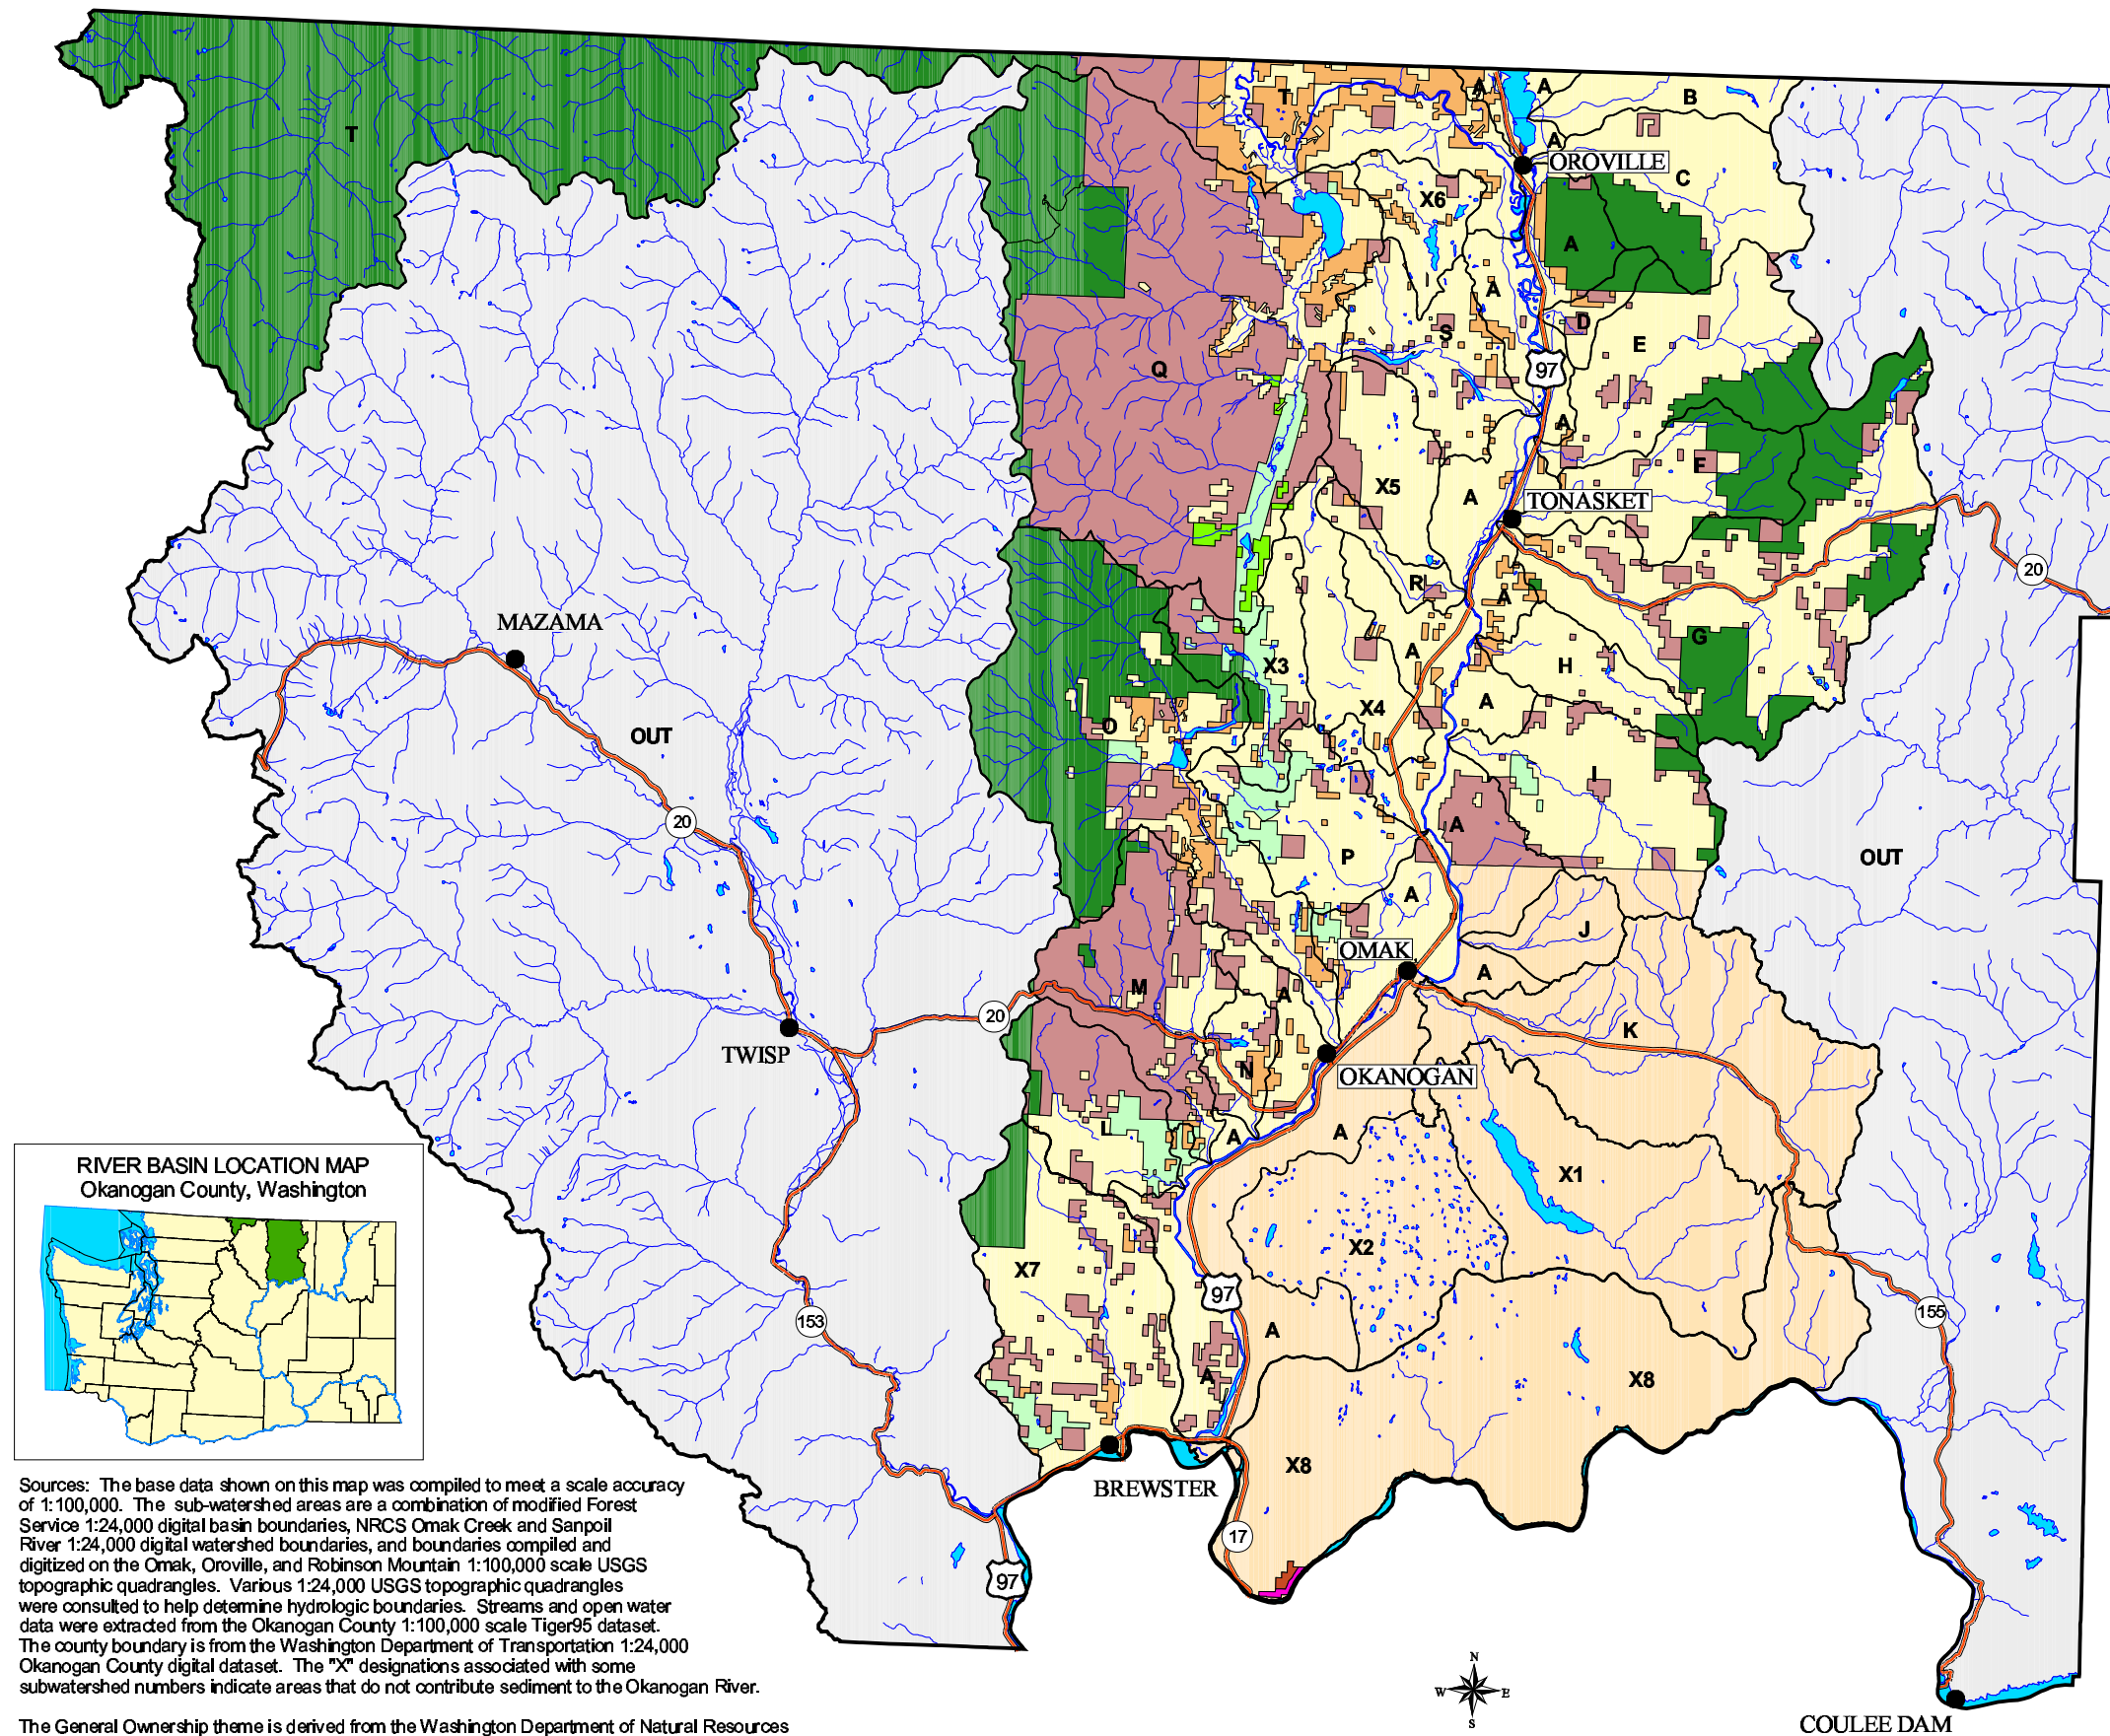 T
T
A
A
B
A
OROVILLE
C
X6
A
I
A
D
S
E
97
Q
A
F
X5
A
TONASKET
20
R
A
MAZAMA
A
G
H
X3
A
X4
O
OUT
I
20
A
P
OUT
A
J
OMAK
A
M
A
20
K
TWISP
N
OKANOGAN
L
A
A
X1
X2
X7
97
155
153
A
A
X8
X8
BREWSTER
17
97
RIVER BASIN LOCATION MAP
Okanogan County, Washington
Sources: The base data shown on this map was compiled to meet a scale accuracy
of 1:100,000. The sub-watershed areas are a combination of modified Forest
Service 1:24,000 digital basin boundaries, NRCS Omak Creek and Sanpoil
River 1:24,000 digital watershed boundaries, and boundaries compiled and
digitized on the Omak, Oroville, and Robinson Mountain 1:100,000 scale USGS
topographic quadrangles. Various 1:24,000 USGS topographic quadrangles
were consulted to help determine hydrologic boundaries. Streams and open water
data were extracted from the Okanogan County 1:100,000 scale Tiger95 dataset.
The county boundary is from the Washington Department of Transportation 1:24,000
Okanogan County digital dataset. The "X" designations associated with some
subwatershed numbers indicate areas that do not contribute sediment to the Okanogan River.
The General Ownership theme is derived from the Washington Department of Natural Resources
N
W
E
S
COULEE DAM